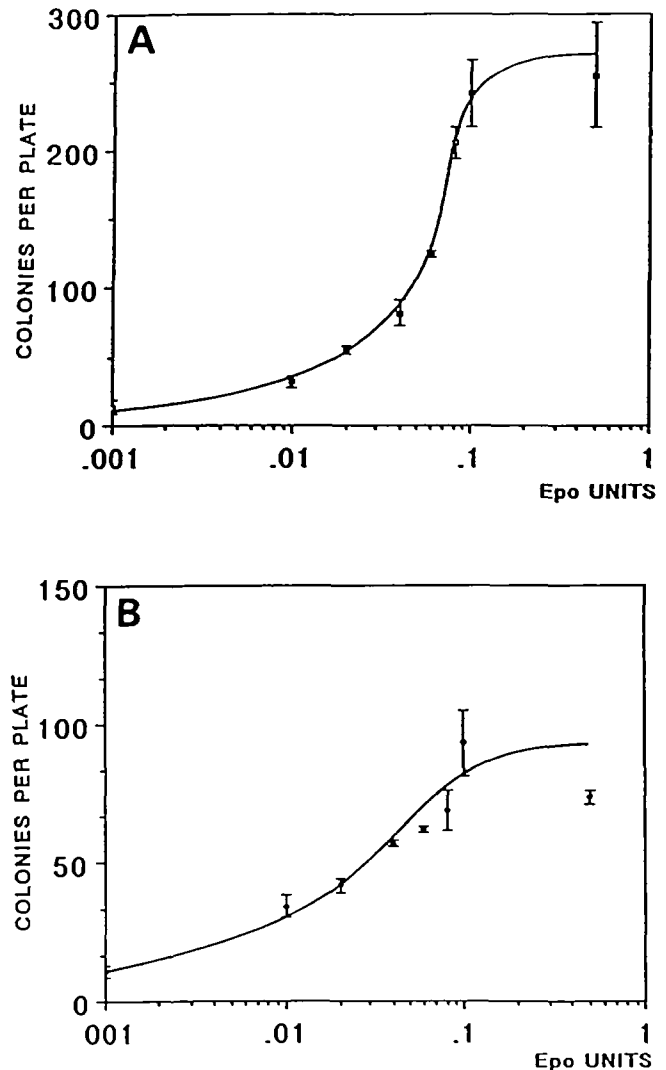 A
300
200
100
0
COLONIES PER PLATE
.001 .01 .1 1
Epo UNITS
B
150
100
50
0
COLONIES PER PLATE
001 .01 .1 1
Epo UNITS